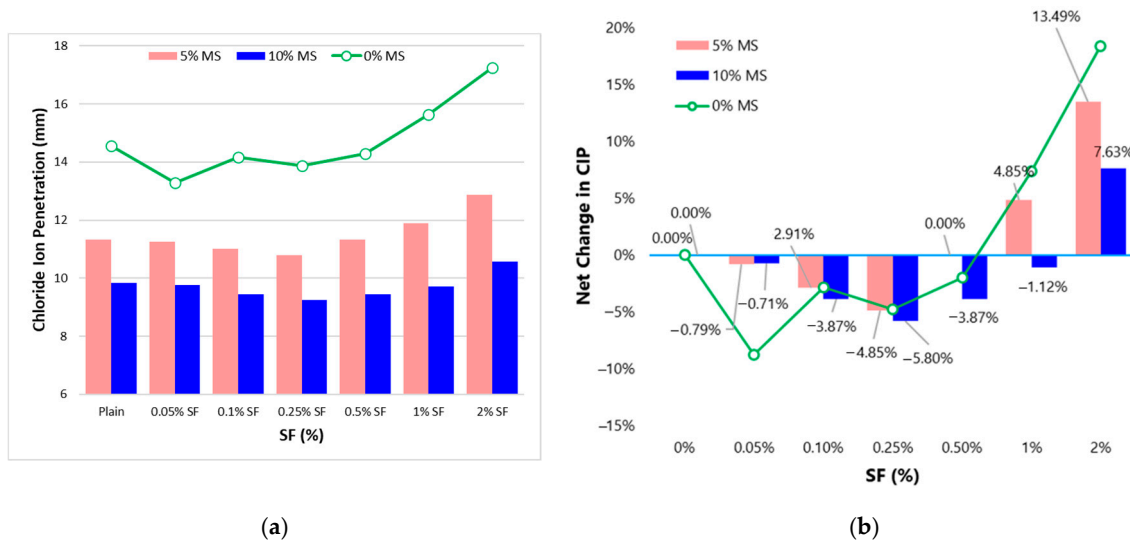 18
16
14
12
10
8
6
Chloride Ion Penetration (mm)
5% MS 10% MS 0% MS
Plain 0.05% SF 0.1% SF 0.25% SF 0.5% SF 1% SF 2% SF
SF (%)
(a)
20%
15%
10%
5%
0%
−5%
−10%
−15%
Net Change in CIP
5% MS
10% MS
0% MS
13.49%
7.63%
4.85%
0.00%
0.00%
0.00%
2.91%
−0.71%
−1.12%
−0.79%
−3.87%
−4.85%
−5.80%
−3.87%
0% 0.05% 0.10% 0.25% 0.50% 1% 2%
SF (%)
(b)